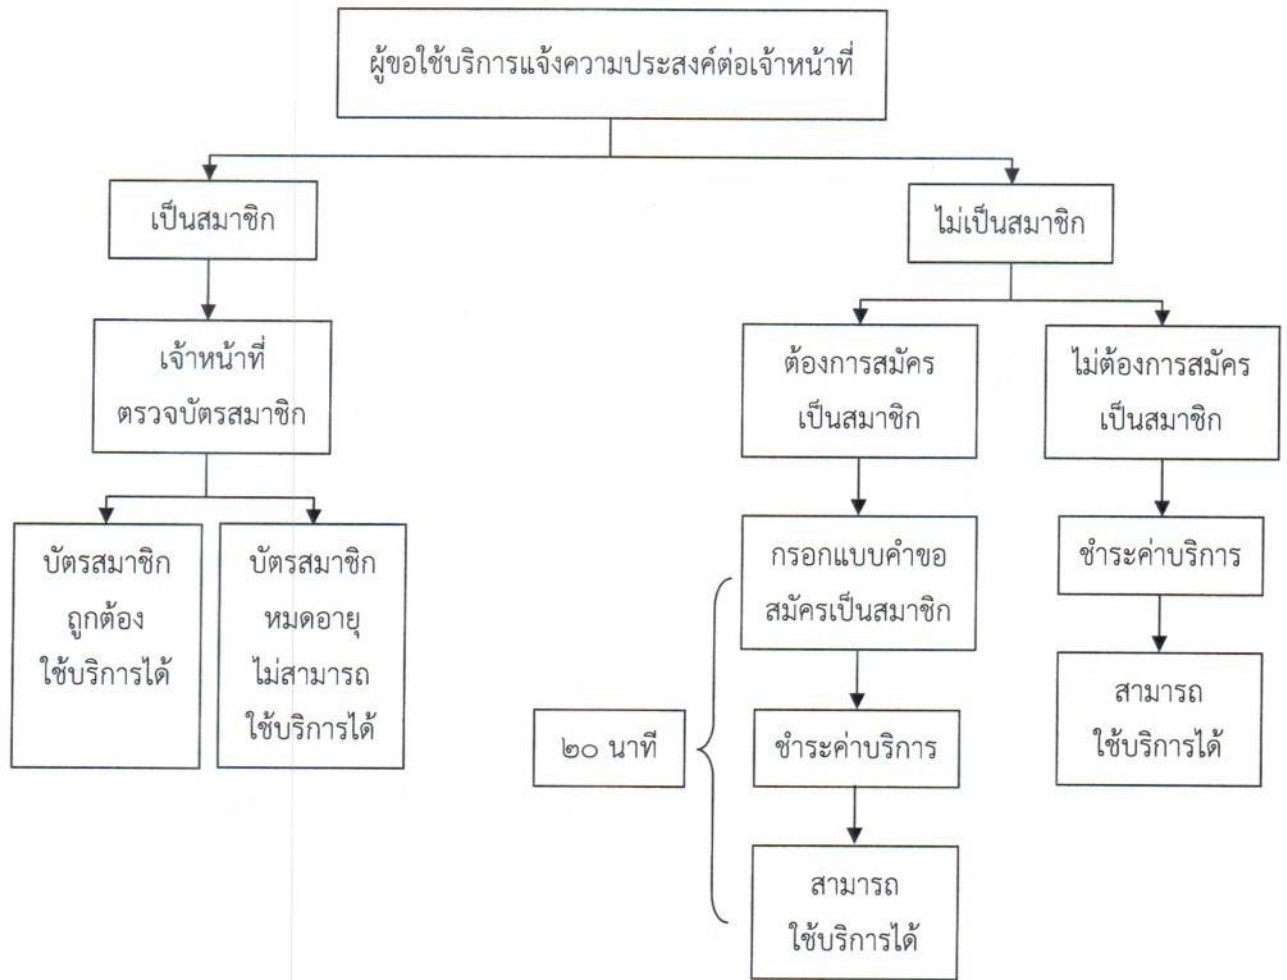 ผู้ขอใช้บริการแจ้งความประสงค์ต่อเจ้าหน้าที่
เป็นสมาชิก
ไม่เป็นสมาชิก
เจ้าหน้าที่
ตรวจบัตรสมาชิก
ต้องการสมัคร
เป็นสมาชิก
ไม่ต้องการสมัคร
เป็นสมาชิก
บัตรสมาชิก
ถูกต้อง
ใช้บริการได้
บัตรสมาชิก
หมดอายุ
ไม่สามารถ
ใช้บริการได้
กรอกแบบคำขอ
สมัครเป็นสมาชิก
ชำระค่าบริการ
๒๐ นาที
ชำระค่าบริการ
สามารถ
ใช้บริการได้
สามารถ
ใช้บริการได้